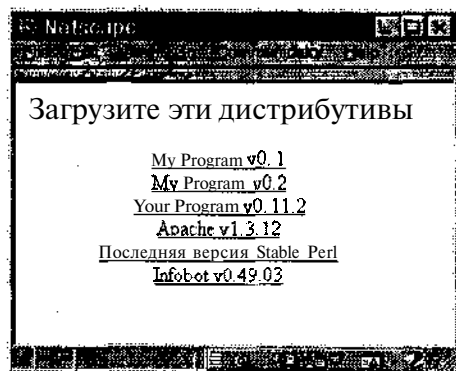 Netscape
Загрузите эти дистрибутивы
My Program v0.1
My Program v0.2
Your Program v0.11.2
Apache v1.3.12
Последняя версия Stable Perl
Infobot v0.49.03